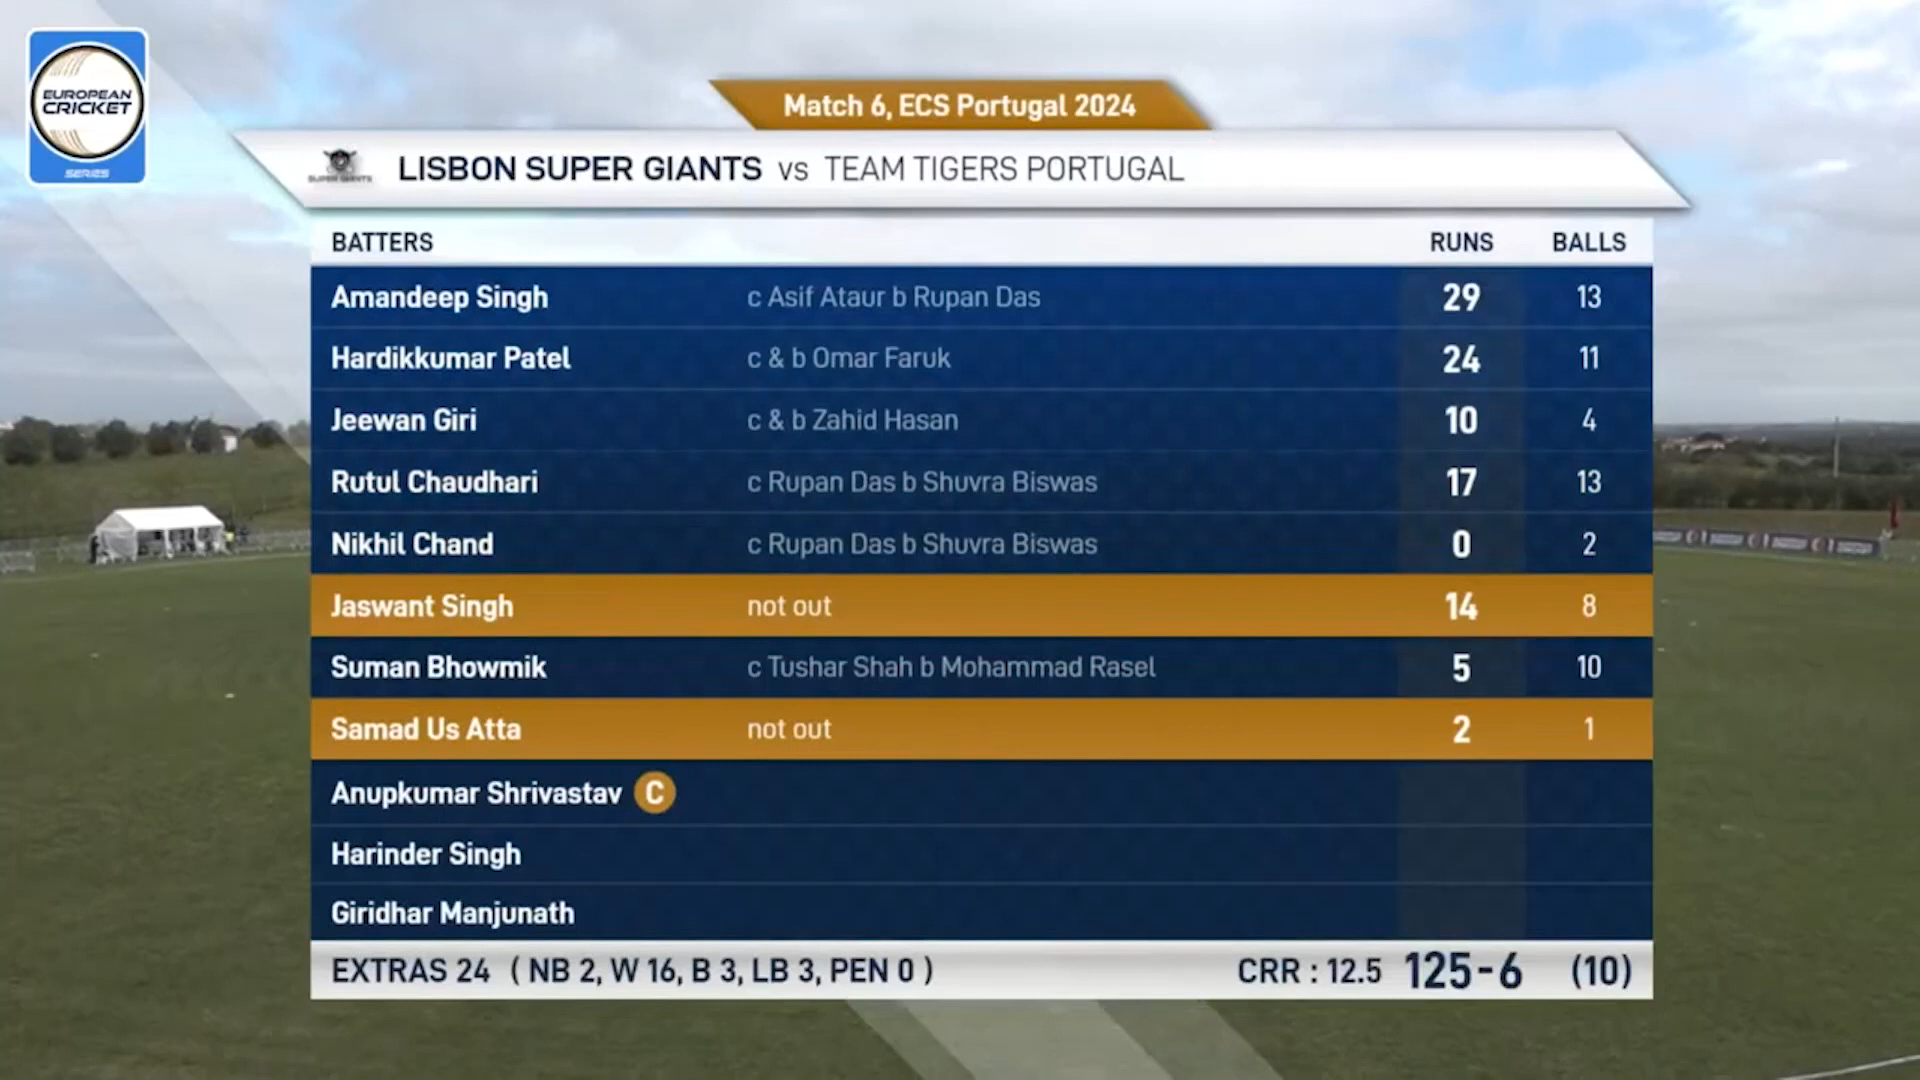 EUROPEAN
CRICKET
SERIES
Match 6, ECS Portugal 2024
SUPER GIANTS
LISBON SUPER GIANTS vs TEAM TIGERS PORTUGAL
BATTERS RUNS BALLS
Amandeep Singh c Asif Ataur b Rupan Das 29 13
Hardikkumar Patel c & b Omar Faruk 24 11
Jeewan Giri c & b Zahid Hasan 10 4
Rutul Chaudhari c Rupan Das b Shuvra Biswas 17 13
Nikhil Chand c Rupan Das b Shuvra Biswas 0 2
Jaswant Singh not out 14 8
Suman Bhowmik c Tushar Shah b Mohammad Rasel 5 10
Samad Us Atta not out 2 1
Anupkumar Shrivastav C
Harinder Singh
Giridhar Manjunath
EXTRAS 24 ( NB 2, W 16, B 3, LB 3, PEN 0 ) CRR : 12.5 125-6 (10)